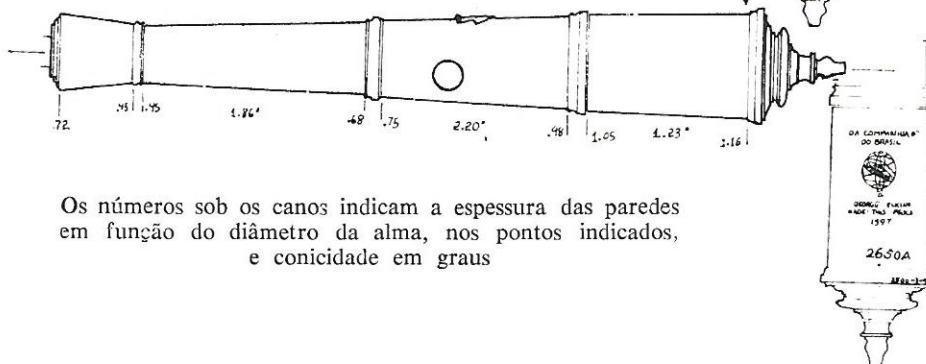 .72 .45 1.86° .68 .75 2.20° .98 1.05 1.23° 1.16
Os números sob os canos indicam a espessura das paredes
em função do diâmetro da alma, nos pontos indicados,
e conicidade em graus
DA COMPANHIA
DO BRASIL
THIS
1597
2650A